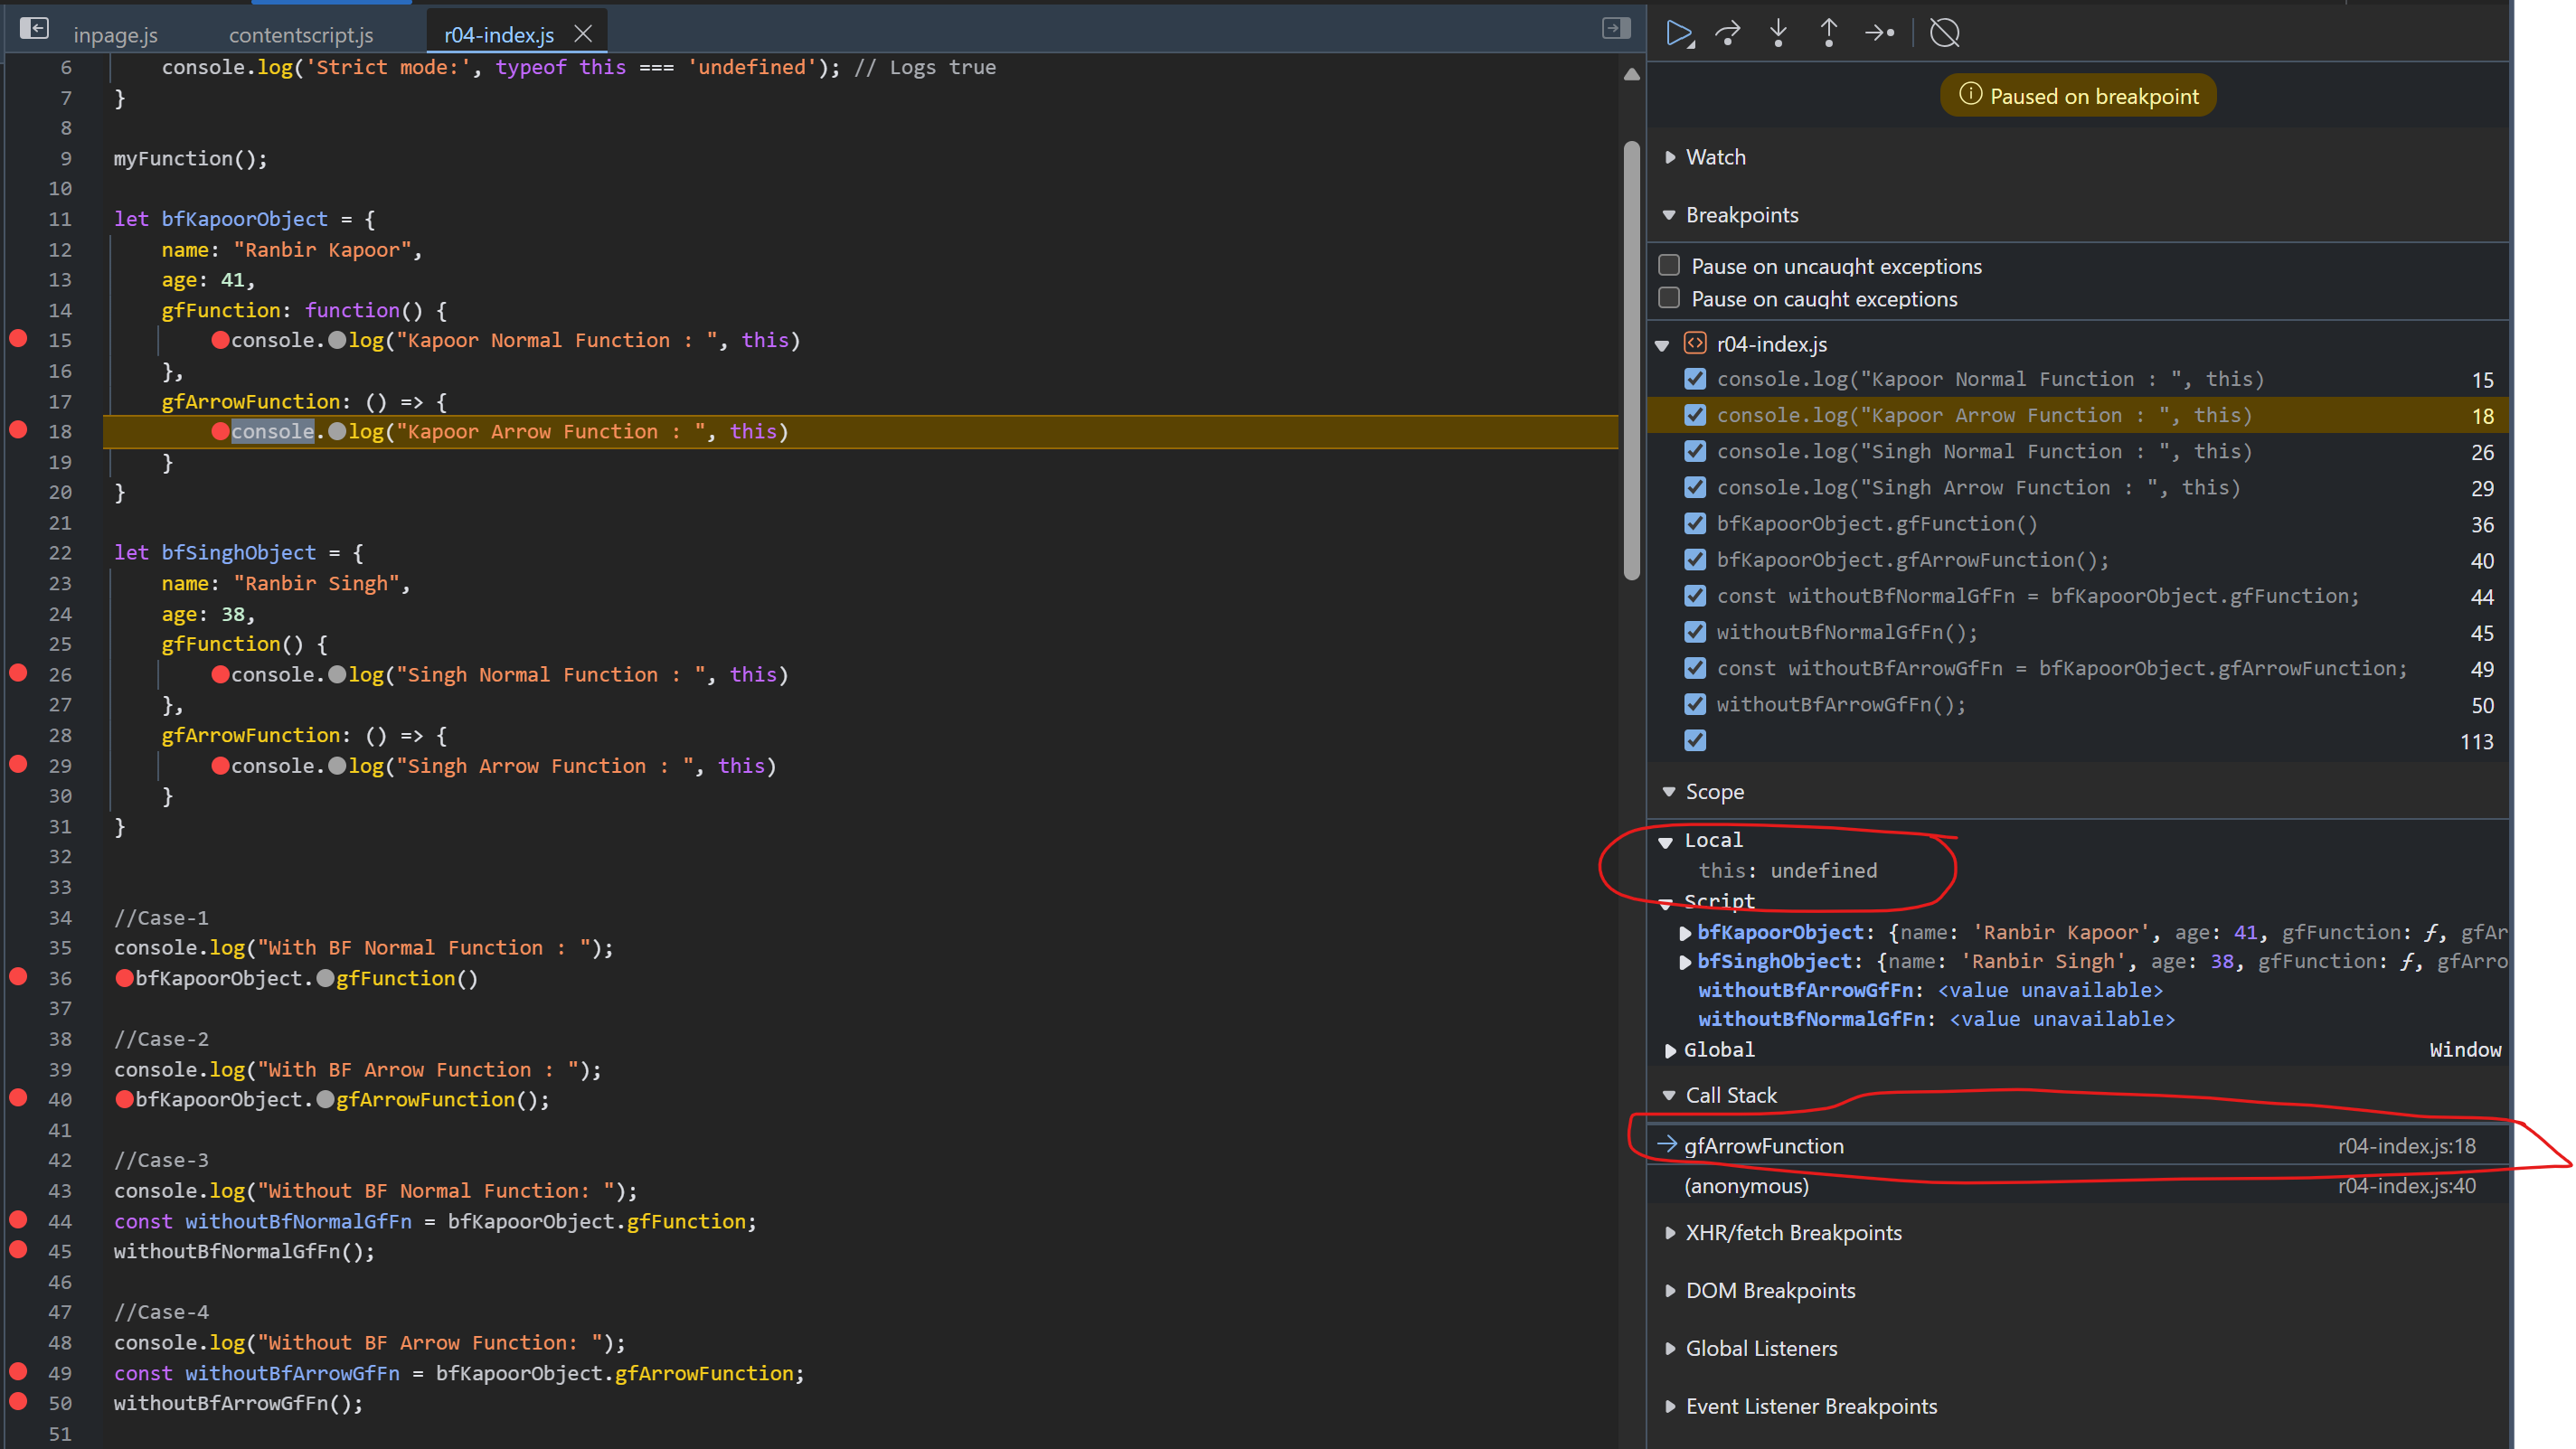 inpage.js contentscript.js r04-index.js
6 console.log('Strict mode:', typeof this === 'undefined'); // Logs true
7 }
8
9 myFunction();
10
11 let bfKapoorObject = {
12 name: "Ranbir Kapoor",
13 age: 41,
14 gfFunction: function() {
15 console.log("Kapoor Normal Function : ", this)
16 },
17 gfArrowFunction: () => {
18 console.log("Kapoor Arrow Function : ", this)
19 }
20 }
21
22 let bfSinghObject = {
23 name: "Ranbir Singh",
24 age: 38,
25 gfFunction() {
26 console.log("Singh Normal Function : ", this)
27 },
28 gfArrowFunction: () => {
29 console.log("Singh Arrow Function : ", this)
30 }
31 }
32
33
34 //Case-1
35 console.log("With BF Normal Function : ");
36 bfKapoorObject.gfFunction()
37
38 //Case-2
39 console.log("With BF Arrow Function : ");
40 bfKapoorObject.gfArrowFunction();
41
42 //Case-3
43 console.log("Without BF Normal Function: ");
44 const withoutBfNormalGfFn = bfKapoorObject.gfFunction;
45 withoutBfNormalGfFn();
46
47 //Case-4
48 console.log("Without BF Arrow Function: ");
49 const withoutBfArrowGfFn = bfKapoorObject.gfArrowFunction;
50 withoutBfArrowGfFn();
51
Paused on breakpoint
Watch
Breakpoints
Pause on uncaught exceptions
Pause on caught exceptions
r04-index.js
console.log("Kapoor Normal Function : ", this) 15
console.log("Kapoor Arrow Function : ", this) 18
console.log("Singh Normal Function : ", this) 26
console.log("Singh Arrow Function : ", this) 29
bfKapoorObject.gfFunction() 36
bfKapoorObject.gfArrowFunction(); 40
const withoutBfNormalGfFn = bfKapoorObject.gfFunction; 44
withoutBfNormalGfFn(); 45
const withoutBfArrowGfFn = bfKapoorObject.gfArrowFunction; 49
withoutBfArrowGfFn(); 50
113
Scope
Local
this: undefined
Script
bfKapoorObject: {name: 'Ranbir Kapoor', age: 41, gfFunction: ƒ, gfAr
bfSinghObject: {name: 'Ranbir Singh', age: 38, gfFunction: ƒ, gfArro
withoutBfArrowGfFn: <value unavailable>
withoutBfNormalGfFn: <value unavailable>
Global Window
Call Stack
gfArrowFunction r04-index.js:18
(anonymous) r04-index.js:40
XHR/fetch Breakpoints
DOM Breakpoints
Global Listeners
Event Listener Breakpoints